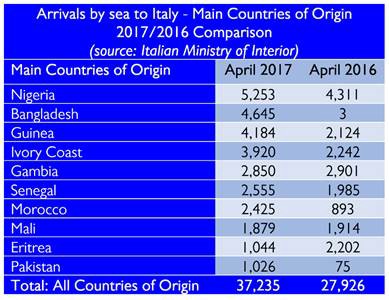 Arrivals by sea to Italy - Main Countries of Origin
2017/2016 Comparison
(source: Italian Ministry of Interior)
Main Countries of Origin April 2017 April 2016
Nigeria 5,253 4,311
Bangladesh 4,645 3
Guinea 4,184 2,124
Ivory Coast 3,920 2,242
Gambia 2,850 2,901
Senegal 2,555 1,985
Morocco 2,425 893
Mali 1,879 1,914
Eritrea 1,044 2,202
Pakistan 1,026 75
Total: All Countries of Origin 37,235 27,926